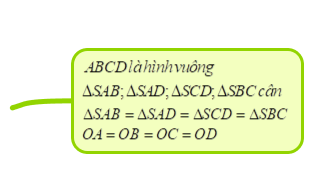 ABCD là hình vuông
ΔSAB; ΔSAD; ΔSCD; ΔSBC cân
ΔSAB = ΔSAD = ΔSCD = ΔSBC
OA = OB = OC = OD